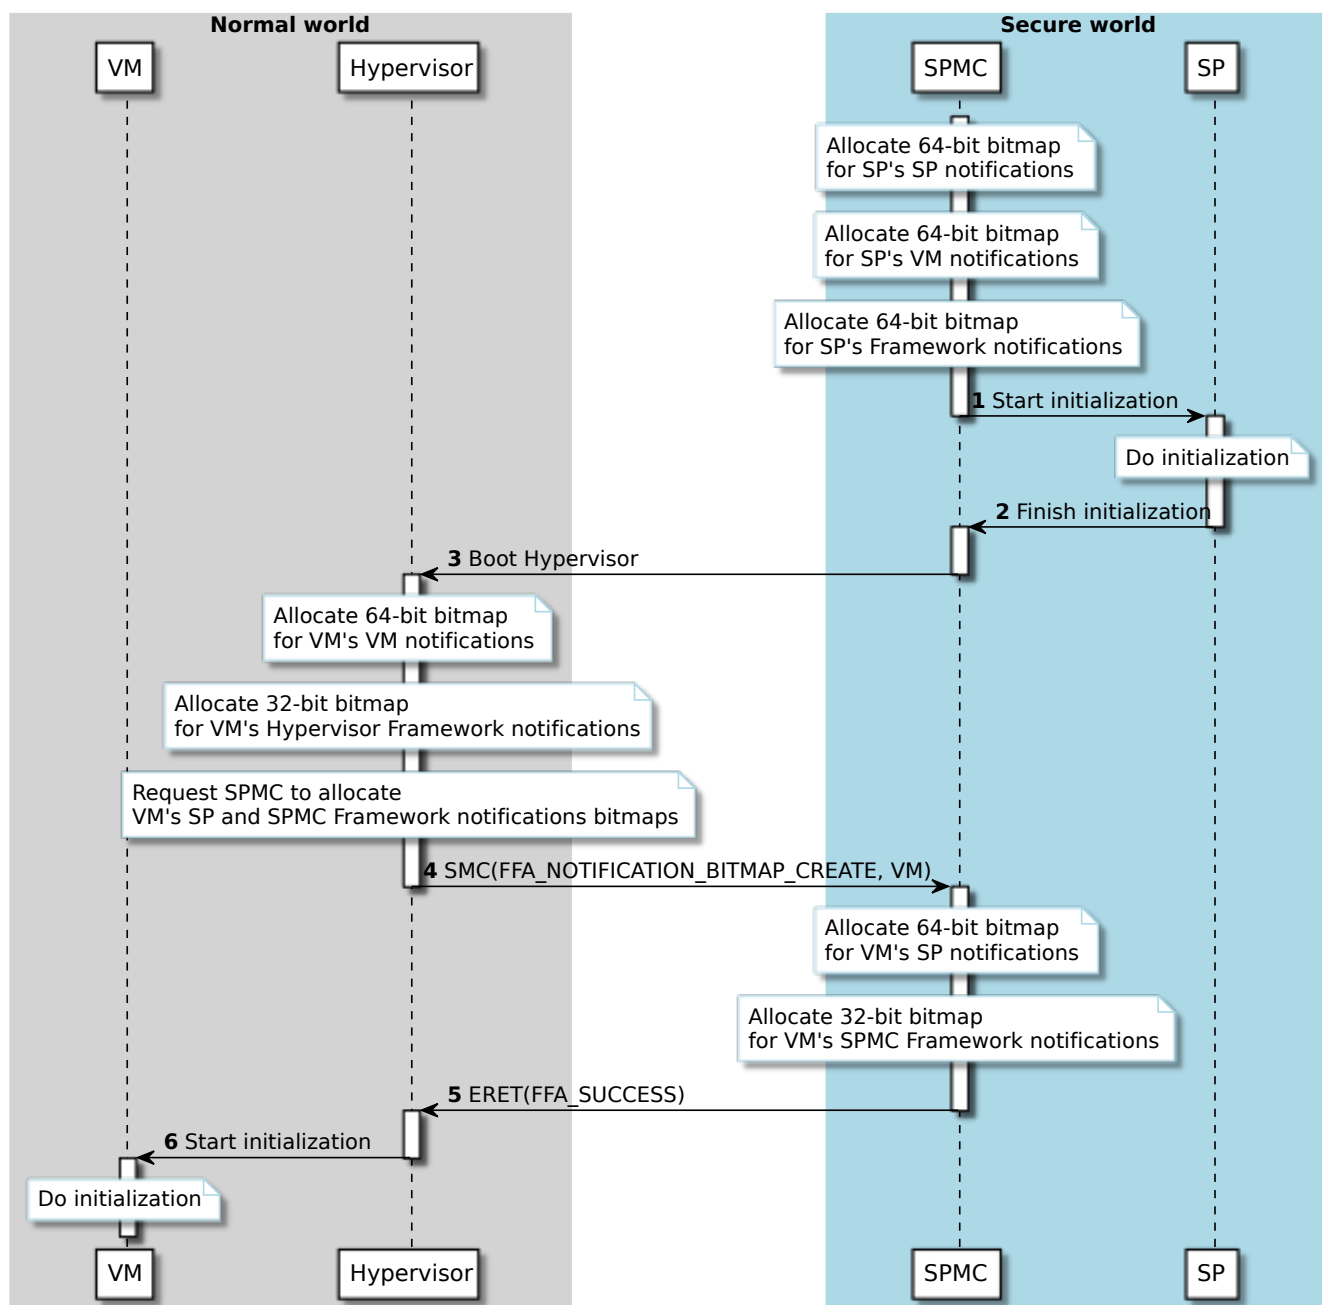 Normal world
Secure world
VM
Hypervisor
SPMC
SP
Allocate 64-bit bitmap
for SP's SP notifications
Allocate 64-bit bitmap
for SP's VM notifications
Allocate 64-bit bitmap
for SP's Framework notifications
1 Start initialization
Do initialization
2 Finish initialization
3 Boot Hypervisor
Allocate 64-bit bitmap
for VM's VM notifications
Allocate 32-bit bitmap
for VM's Hypervisor Framework notifications
Request SPMC to allocate
VM's SP and SPMC Framework notifications bitmaps
4 SMC(FFA_NOTIFICATION_BITMAP_CREATE, VM)
Allocate 64-bit bitmap
for VM's SP notifications
Allocate 32-bit bitmap
for VM's SPMC Framework notifications
5 ERET(FFA_SUCCESS)
6 Start initialization
Do initialization
VM
Hypervisor
SPMC
SP